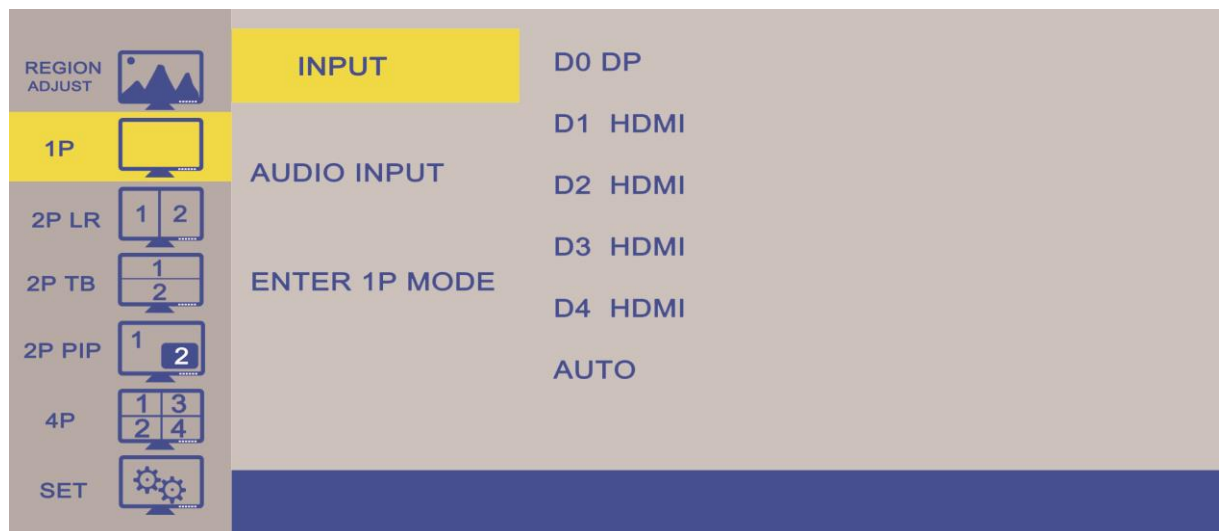 REGION
ADJUST
1P
2P LR
1 2
2P TB
1
2
2P PIP
1
2
4P
1 3
2 4
SET
INPUT
AUDIO INPUT
ENTER 1P MODE
D0 DP
D1 HDMI
D2 HDMI
D3 HDMI
D4 HDMI
AUTO